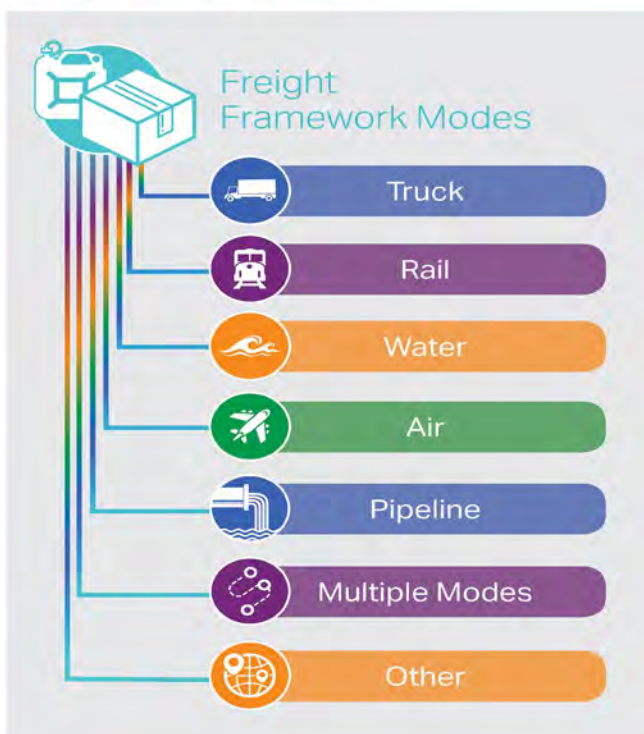 Freight
Framework Modes
Truck
Rail
Water
Air
Pipeline
Multiple Modes
Other